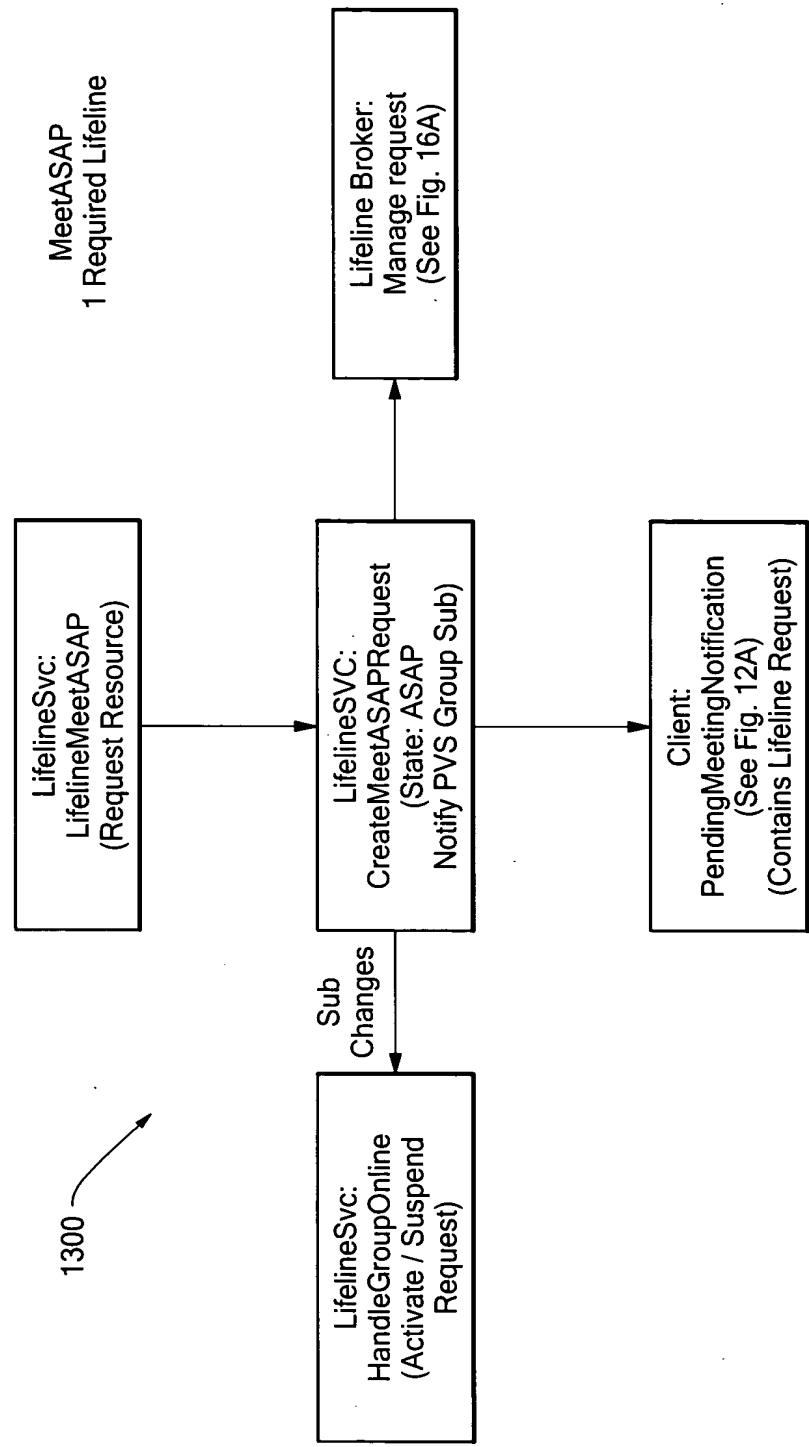 MeetASAP
1 Required Lifeline
1300
LifelineSvc:
LifelineMeetASAP
(Request Resource)
LifelineSvc:
HandleGroupOnline
(Activate / Suspend
Request)
Sub
Changes
LifelineSVC:
CreateMeetASAPRequest
(State: ASAP
Notify PVS Group Sub)
Lifeline Broker:
Manage request
(See Fig. 16A)
Client:
PendingMeetingNotification
(See Fig. 12A)
(Contains Lifeline Request)